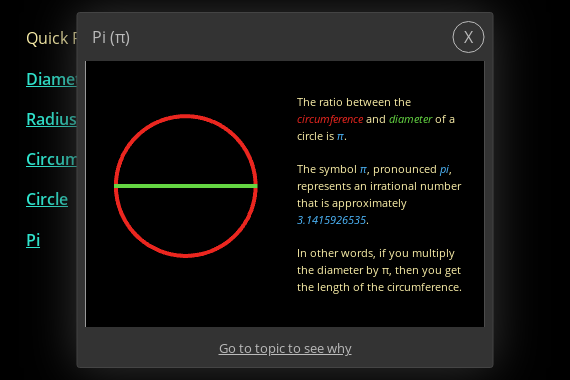 Quick
Pi (π)
X
Diame
Radius
Circum
Circle
Pi
The ratio between the
circumference and diameter of a
circle is π.
The symbol π, pronounced pi,
represents an irrational number
that is approximately
3.1415926535.
In other words, if you multiply
the diameter by π, then you get
the length of the circumference.
Go to topic to see why